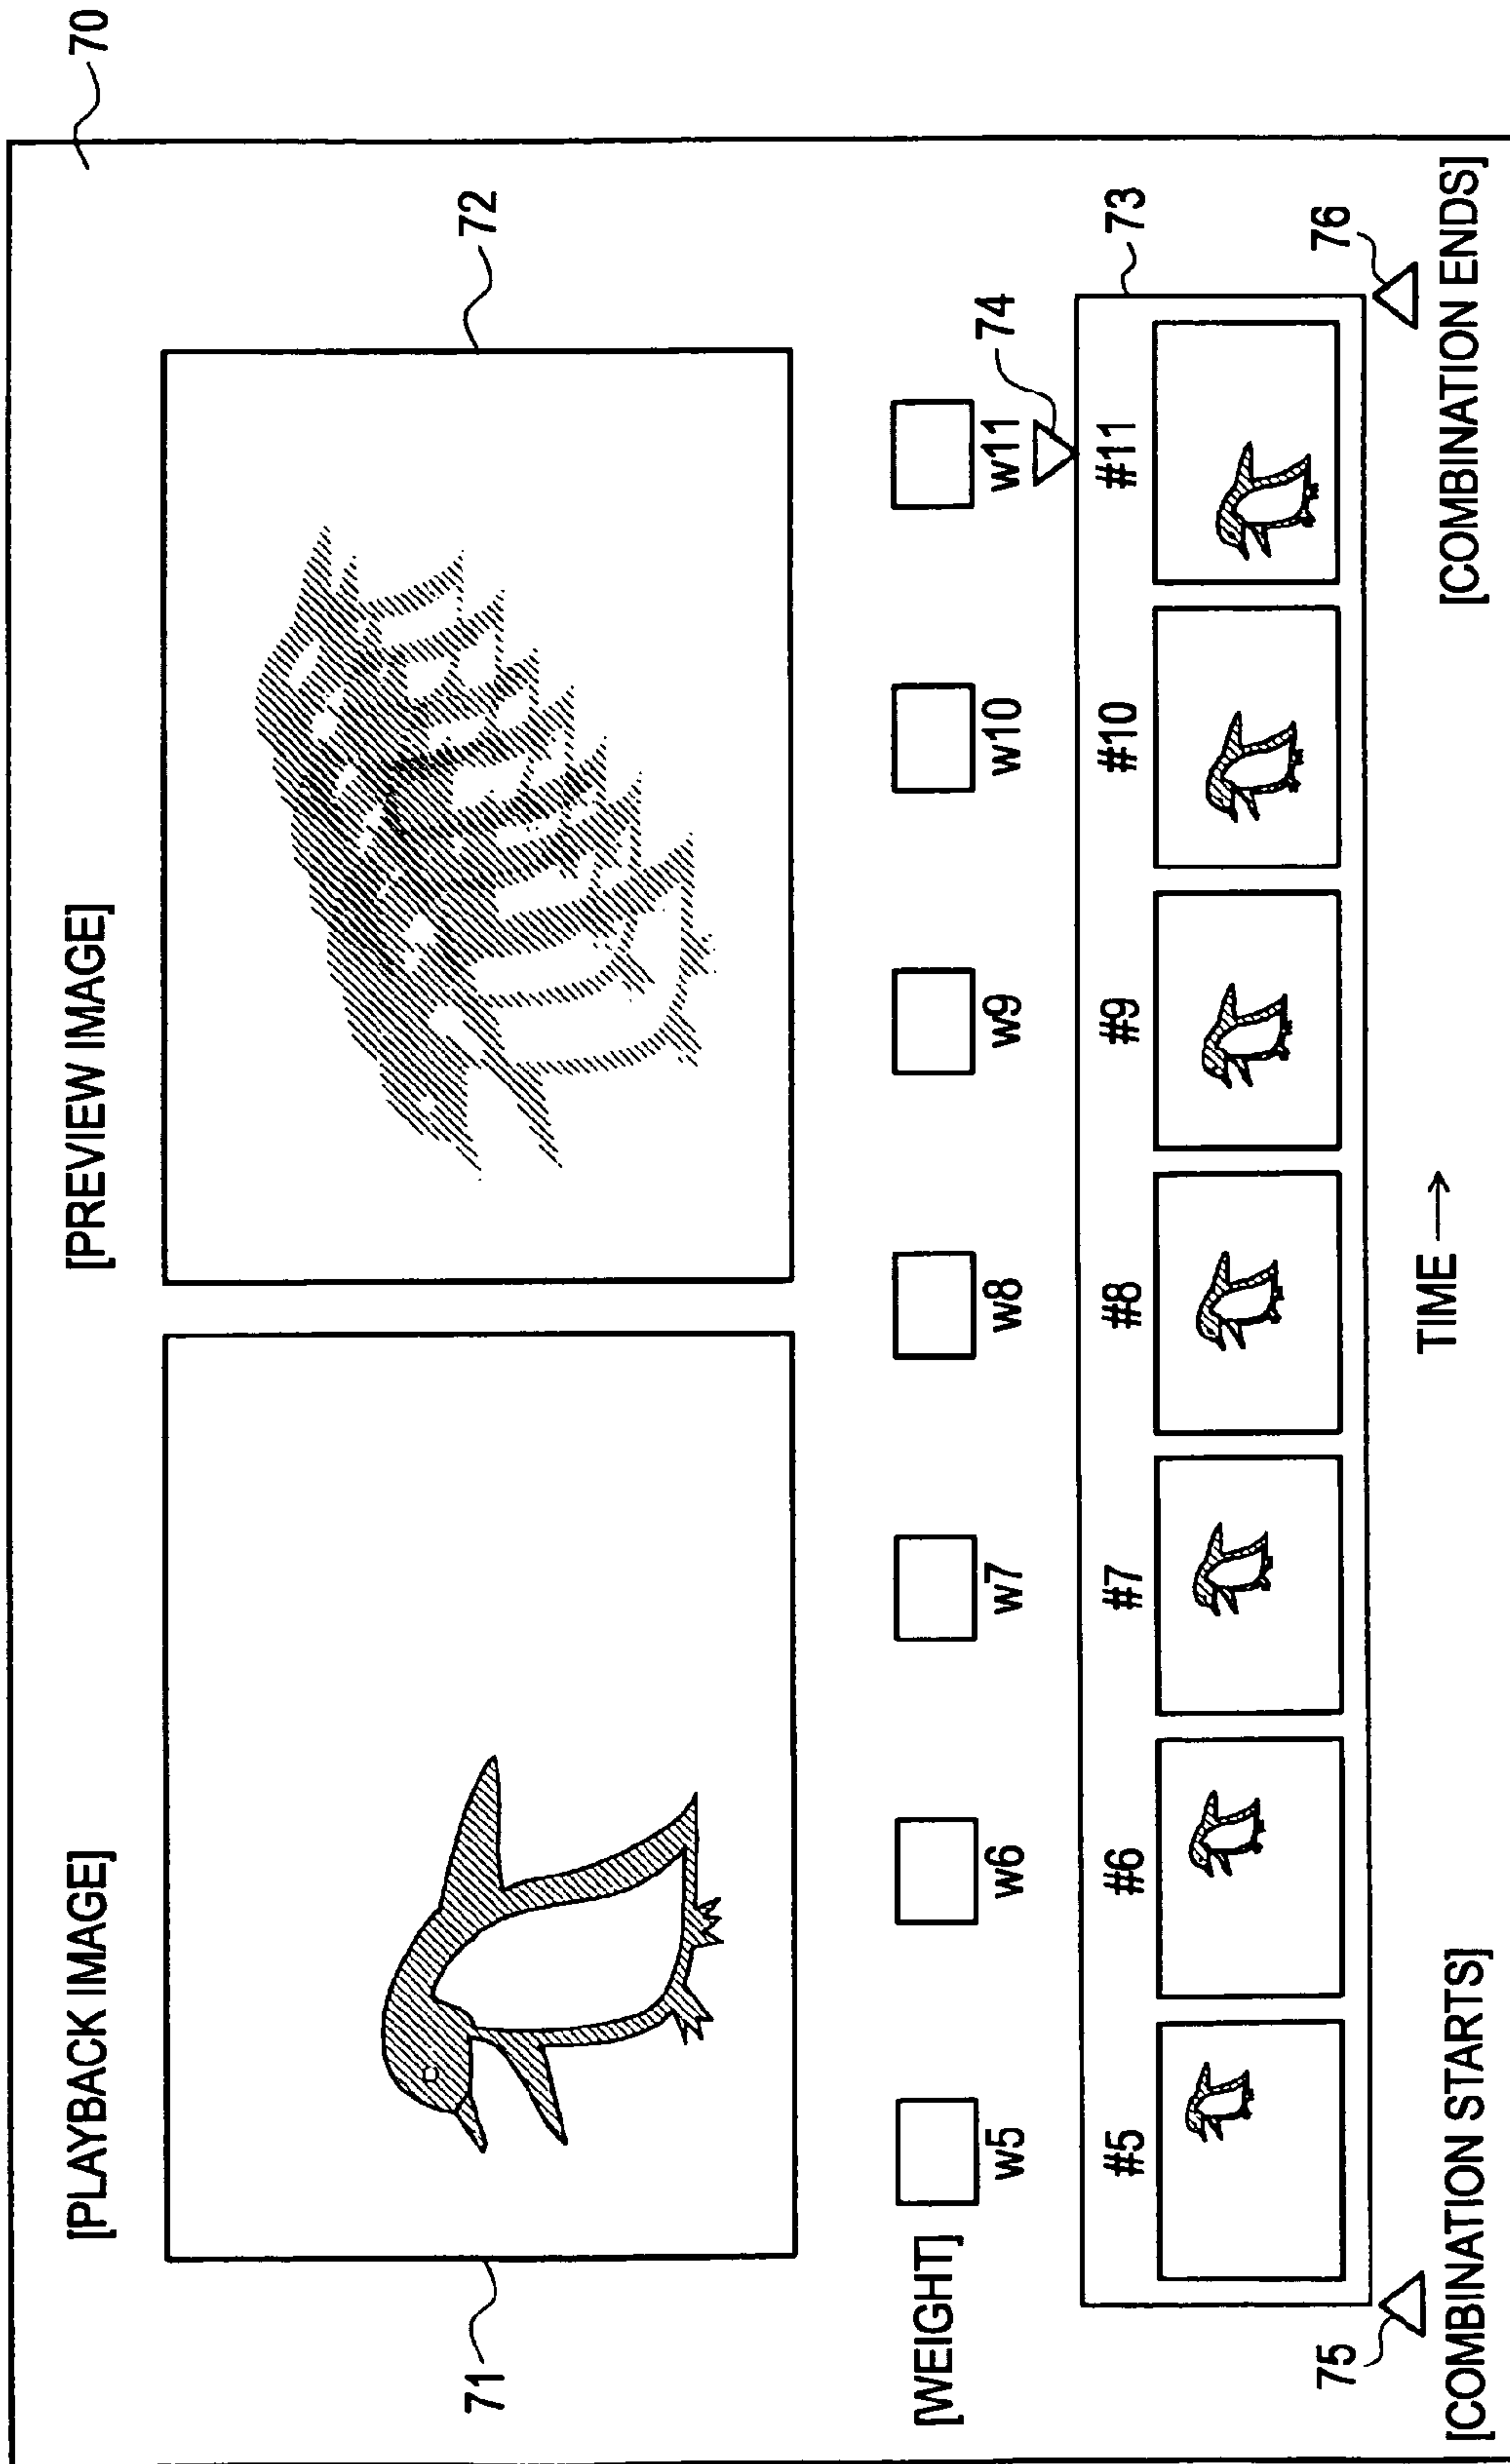 70
[PLAYBACK IMAGE] [PREVIEW IMAGE]
71 72
[WEIGHT]
w5 w6 w7 w8 w9 w10 w11
74
73
#5 #6 #7 #8 #9 #10 #11
75 76
TIME →
[COMBINATION STARTS] [COMBINATION ENDS]